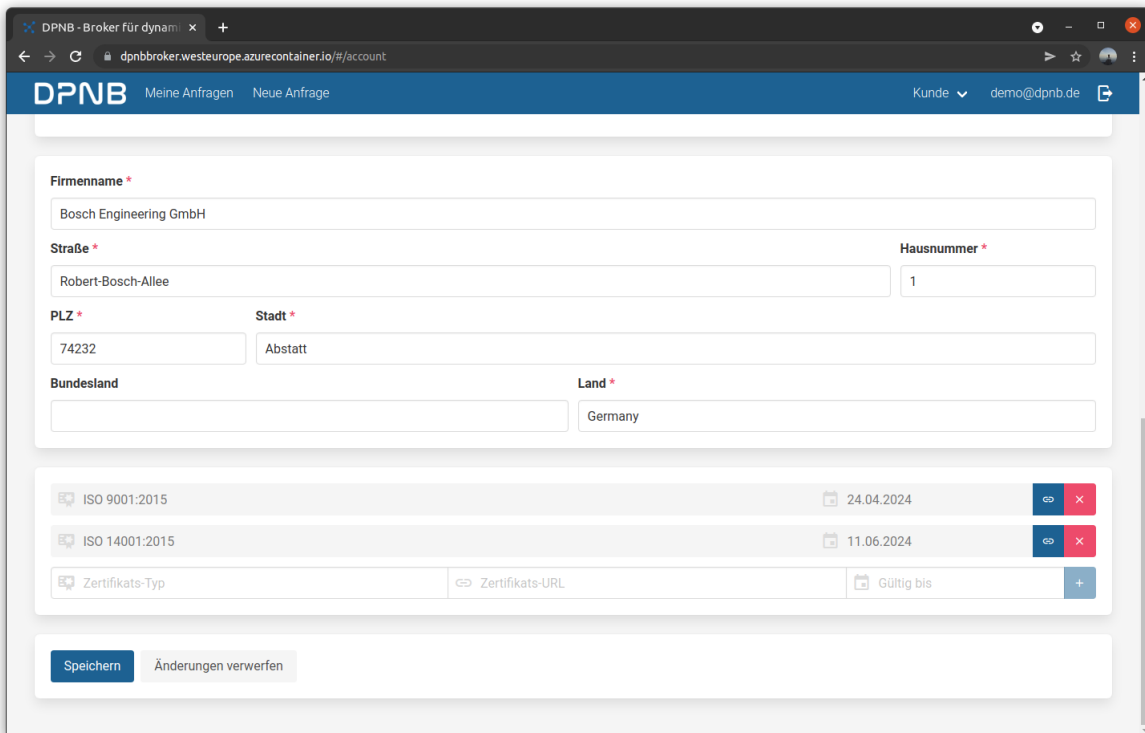 DPNB - Broker für dynami
dpnbbroker.westeurope.azurecontainer.io/#/account
DPNB Meine Anfragen Neue Anfrage Kunde demo@dpnb.de
Firmenname *
Bosch Engineering GmbH
Straße * Hausnummer *
Robert-Bosch-Allee 1
PLZ * Stadt *
74232 Abstatt
Bundesland Land *
Germany
ISO 9001:2015 24.04.2024
ISO 14001:2015 11.06.2024
Zertifikats-Typ Zertifikats-URL Gültig bis
Speichern Änderungen verwerfen